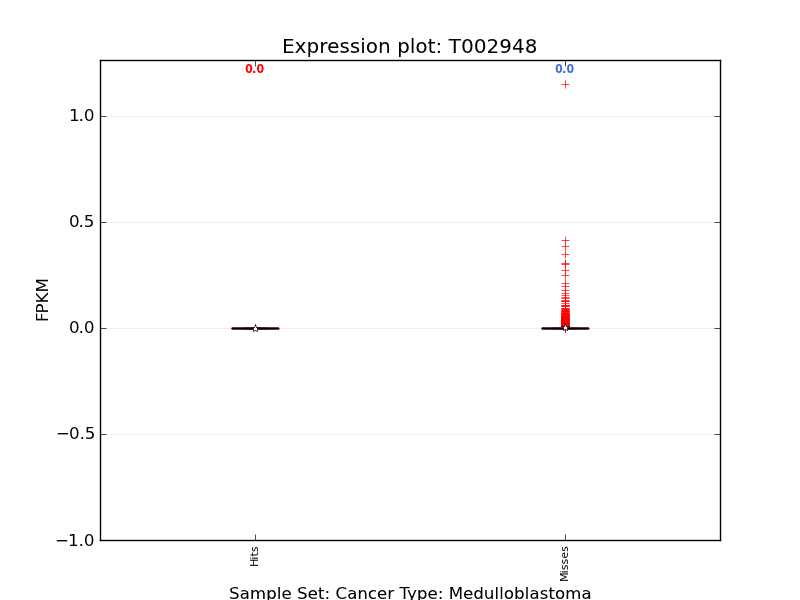 Expression plot: T002948
0.0 0.0
1.0
0.5
FPKM
0.0
−0.5
−1.0
Hits
Misses
Sample Set: Cancer Type: Medulloblastoma